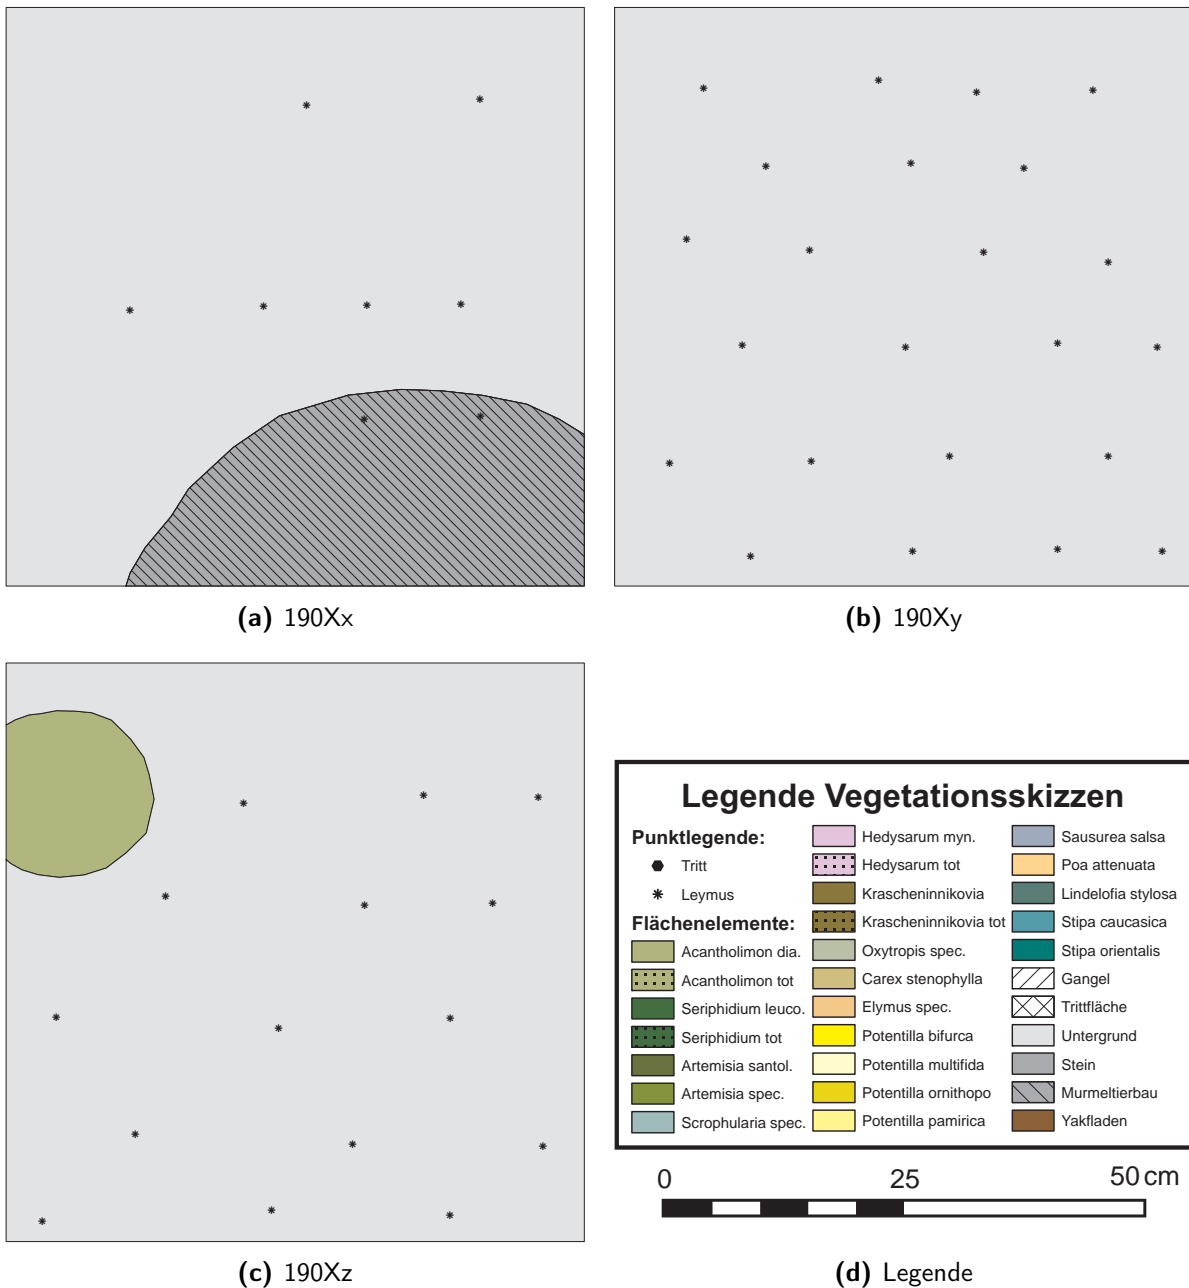 (a) 190Xx
(b) 190Xy
(c) 190Xz
Legende Vegetationsskizzen
Punktlegende:
Tritt
Leymus
Flächenelemente:
Acantholimon dia.
Acantholimon tot
Seriphidium leuco.
Seriphidium tot
Artemisia santol.
Artemisia spec.
Scrophularia spec.
Hedysarum myn.
Hedysarum tot
Krascheninnikovia
Krascheninnikovia tot
Oxytropis spec.
Carex stenophylla
Elymus spec.
Potentilla bifurca
Potentilla multifida
Potentilla ornithopo
Potentilla pamirica
Sausurea salsa
Poa attenuata
Lindelofia stylosa
Stipa caucasica
Stipa orientalis
Gangel
Trittfläche
Untergrund
Stein
Murmeltierbau
Yakfladen
0 25 50 cm
(d) Legende